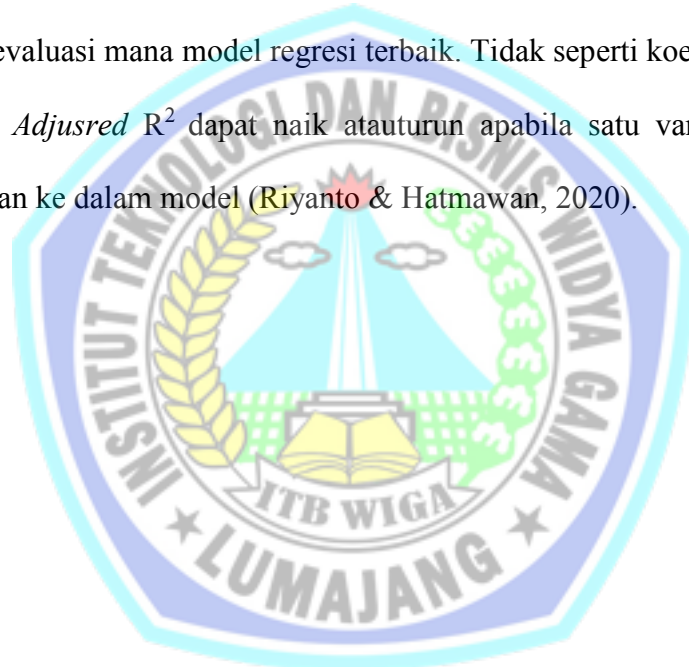 evaluasi mana model regresi terbaik. Tidak seperti koe
Adjusred R² dapat naik atauturun apabila satu var
an ke dalam model (Riyanto & Hatmawan, 2020).
INSTITUT TEKNOLOGI DAN BISNIS WIDYA GAMA
ITB WIGA
LUMAJANG